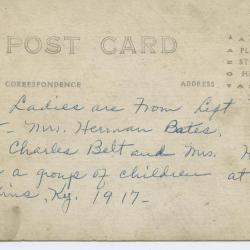 POST CARD
CORRESPONDENCE ADDRESS
Ladies are From Left
- Mrs. Herman Bates,
Charles Belt and Mrs. H
a group of children at
Ky. 1917-